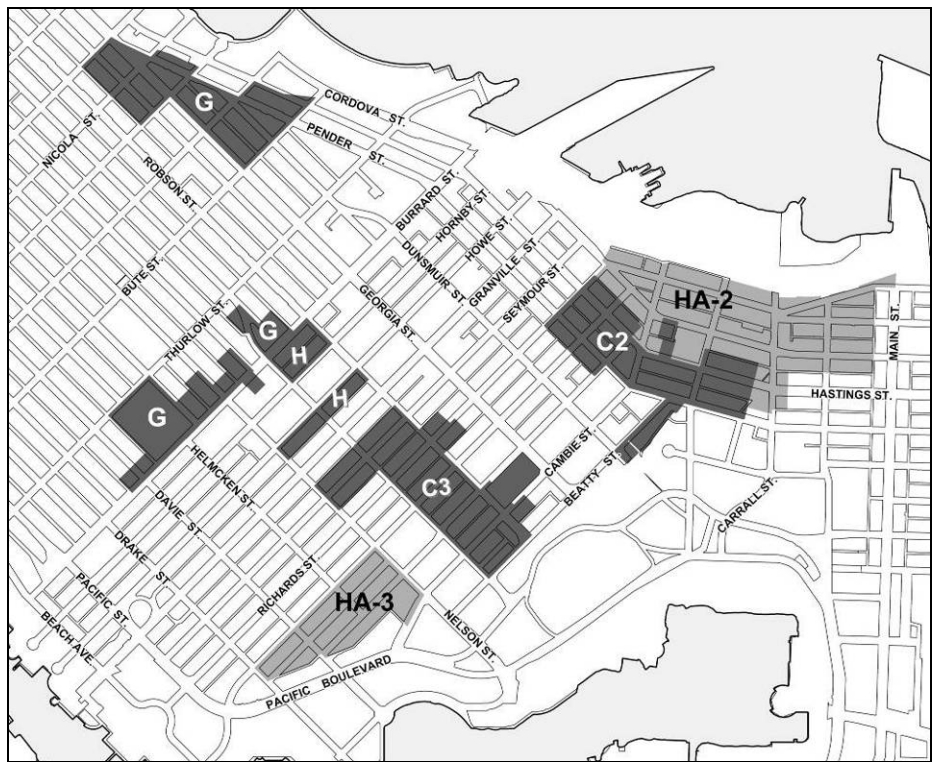 G
CORDOVA ST.
PENDER ST.
NICOLA ST.
ROBSON ST.
BURRARD ST.
HORNBY ST.
HOWE ST.
DUNSMUIR ST.
GRANVILLE ST.
SEYMOUR ST.
BUTE ST.
GEORGIA ST.
THURLOW ST.
HA-2
MAIN ST.
G
C2
H
H
HASTINGS ST.
G
CAMBIE ST.
BEATTY ST.
HELMCKEN ST.
C3
CARRALL ST.
DAVIE ST.
DRAKE ST
RICHARDS ST
PACIFIC ST.
HA-3
NELSON ST.
BEACH AVE
PACIFIC BOULEVARD